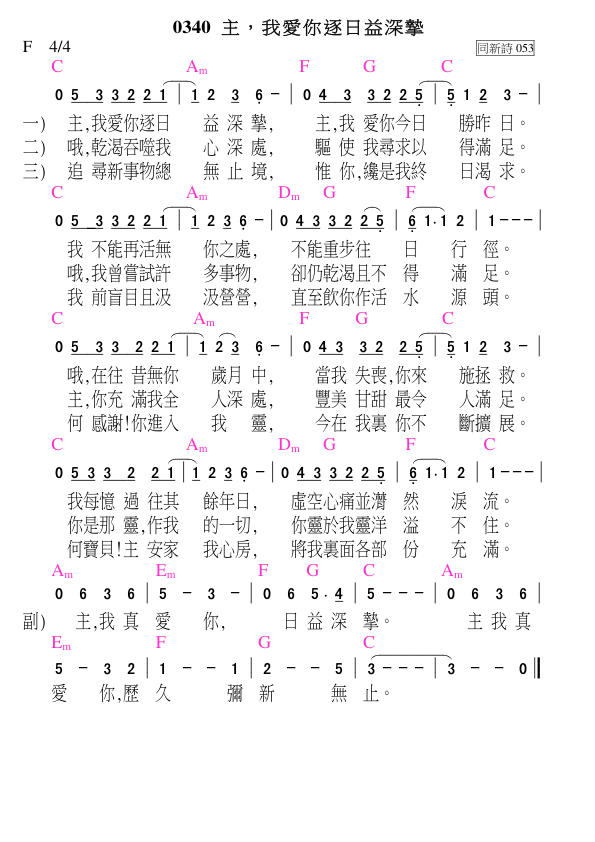 0340 主，我愛你逐日益深摯
F 4/4 同新詩 053
C Am F G C
0 5 3 3 2 2 1 | 1 2 3 6 - | 0 4 3 3 2 2 5 | 5 1 2 3 - |
一) 主,我愛你逐日 益 深 摯, 主,我 愛你今日 勝昨 日。
二) 哦,乾渴吞噬我 心 深 處, 驅 使 我尋求以 得滿 足。
三) 追 尋新事物總 無 止 境, 惟 你,纔是我終 日渴 求。
C Am Dm G F C
0 5 3 3 2 2 1 | 1 2 3 6 - | 0 4 3 3 2 2 5 | 6 1· 1 2 | 1 - - - |
我 不能再活無 你之處, 不能重步往 日 行 徑。
哦,我曾嘗試許 多事物, 卻仍乾渴且不 得 滿 足。
我 前盲目且汲 汲營營, 直至飲你作活 水 源 頭。
C Am F G C
0 5 3 3 2 2 1 | 1 2 3 6 - | 0 4 3 3 2 2 5 | 5 1 2 3 - |
哦,在往 昔無你 歲月 中, 當我 失喪,你來 施拯 救。
主,你充 滿我全 人深 處, 豐美 甘甜 最令 人滿 足。
何 感謝!你進入 我 靈, 今在 我裏 你不 斷擴 展。
C Am Dm G F C
0 5 3 3 2 2 1 | 1 2 3 6 - | 0 4 3 3 2 2 5 | 6 1· 1 2 | 1 - - - |
我每憶 過 往其 餘年日, 虛空心痛並潸 然 淚 流。
你是那 靈,作我 的一切, 你靈於我靈洋 溢 不 住。
何寶貝!主 安家 我心房, 將我裏面各部 份 充 滿。
Am Em F G C Am
0 6 3 6 | 5 - 3 - | 0 6 5· 4 | 5 - - - | 0 6 3 6 |
副) 主,我 真 愛 你, 日 益 深 摯。 主 我 真
Em F G C
5 - 3 2 | 1 - - 1 | 2 - - 5 | 3 - - - | 3 - - 0 ‖
愛 你,歷 久 彌 新 無 止。